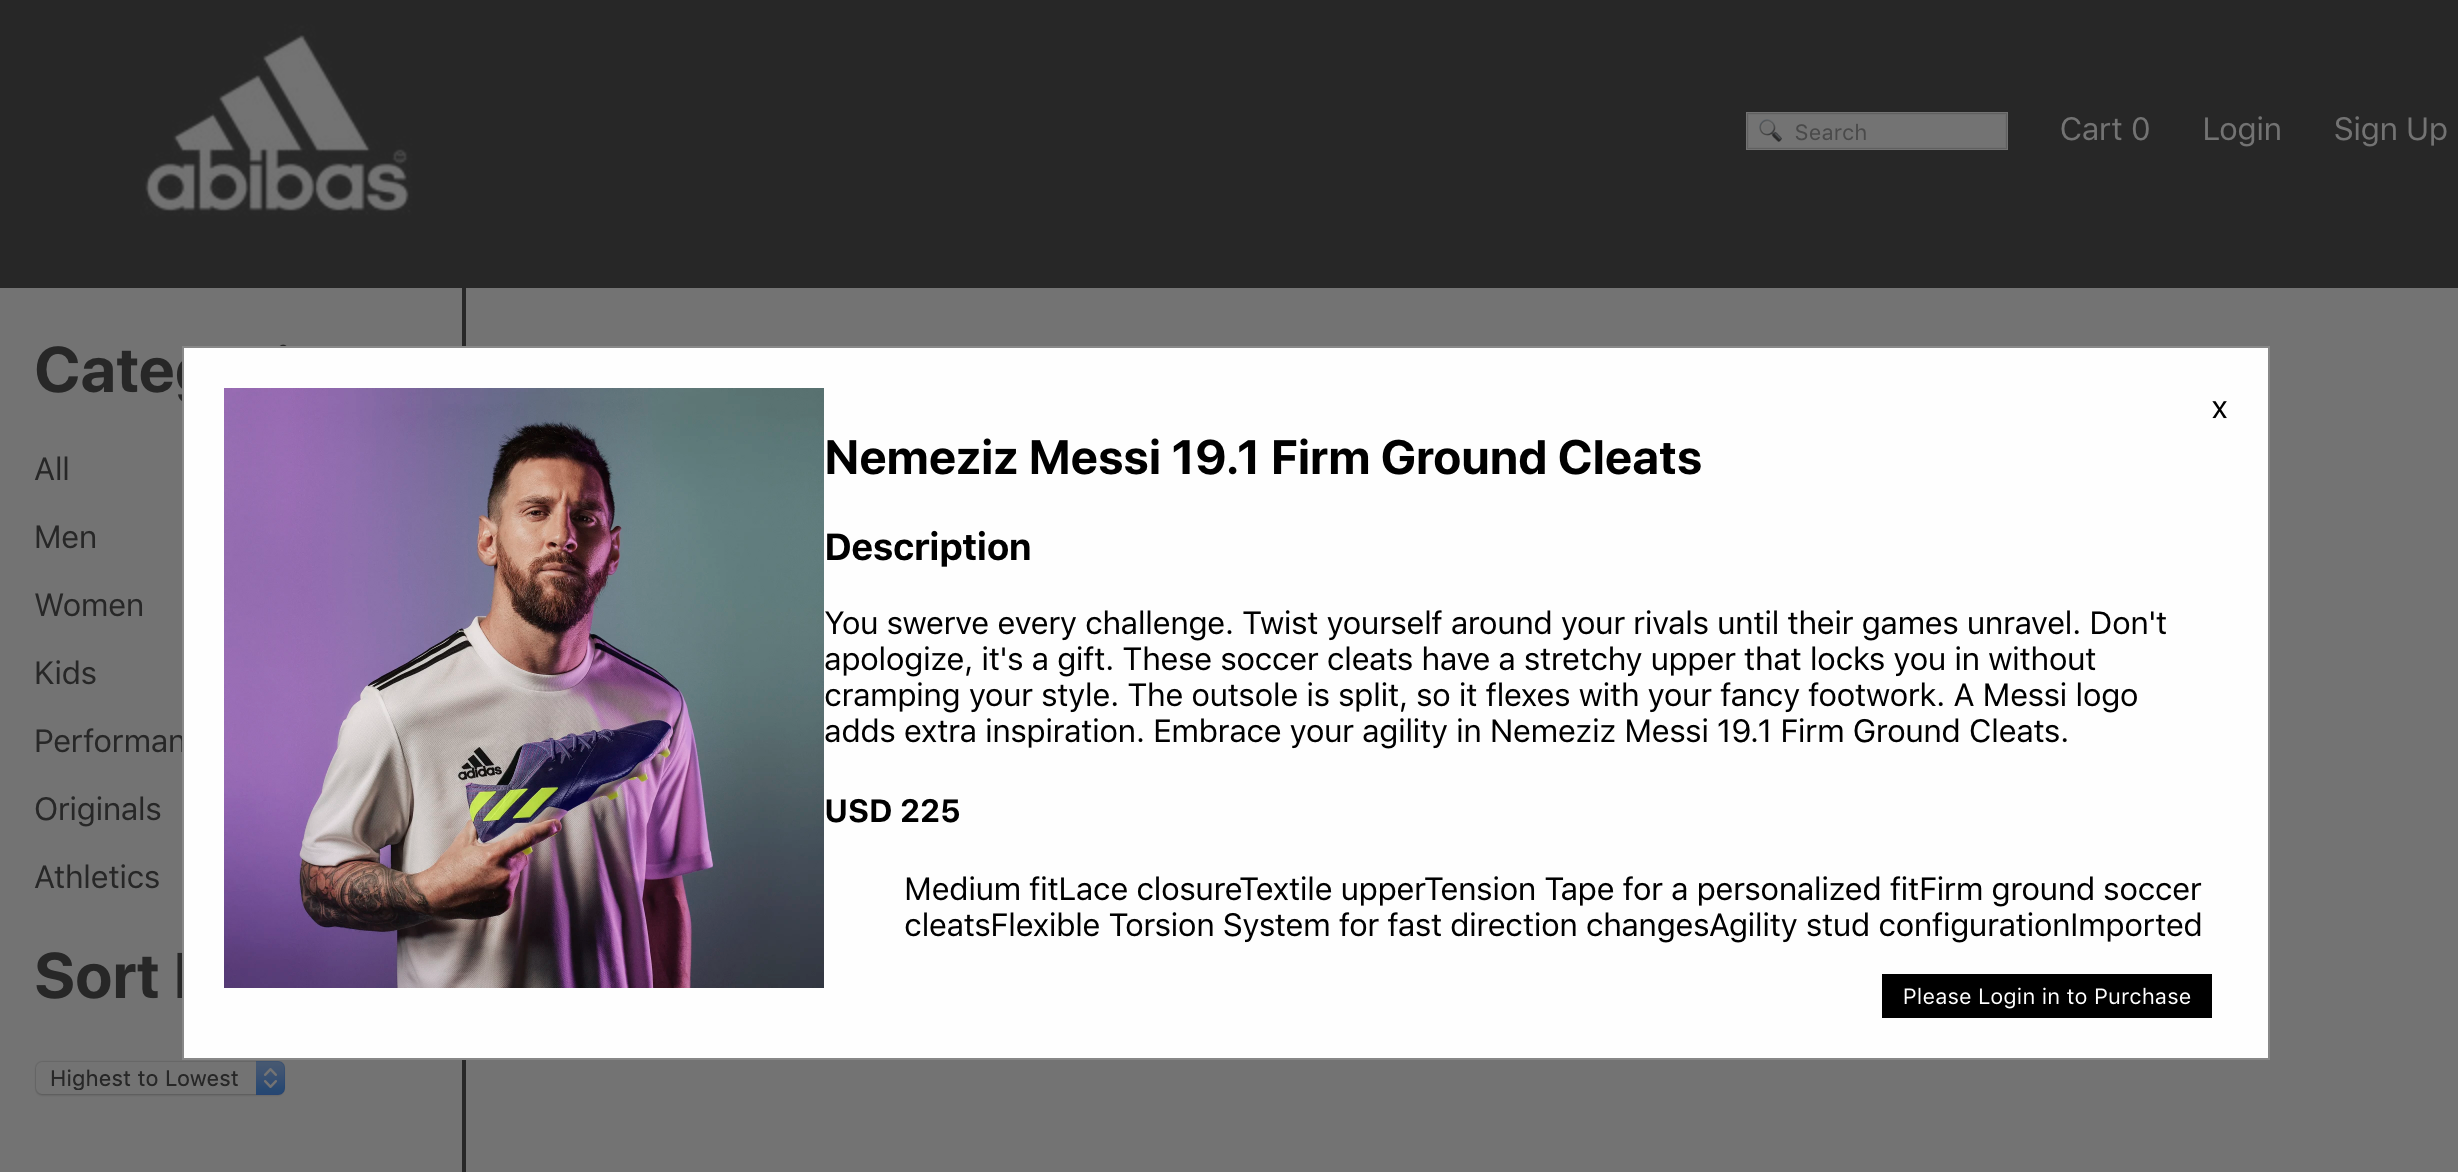 abibas
Search
Cart 0
Login
Sign Up
All
Men
Women
Kids
Originals
Athletics
Sort
Highest to Lowest
x
Nemeziz Messi 19.1 Firm Ground Cleats
Description
You swerve every challenge. Twist yourself around your rivals until their games unravel. Don't
apologize, it's a gift. These soccer cleats have a stretchy upper that locks you in without
cramping your style. The outsole is split, so it flexes with your fancy footwork. A Messi logo
adds extra inspiration. Embrace your agility in Nemeziz Messi 19.1 Firm Ground Cleats.
USD 225
Medium fitLace closureTextile upperTension Tape for a personalized fitFirm ground soccer
cleatsFlexible Torsion System for fast direction changesAgility stud configurationImported
Please Login in to Purchase
adidas